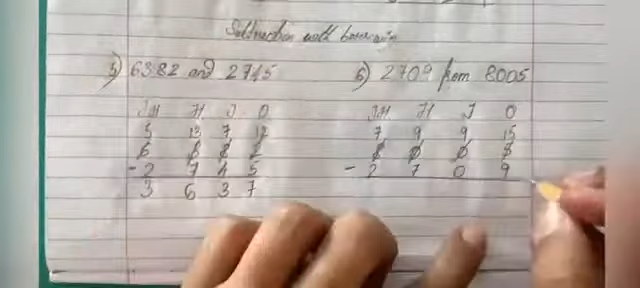 Subtraction with borrowing
5) 6382 and 2745 6) 2709 from 8005
TH H T O TH H T O
5 13 7 12 7 9 9 15
6 3 8 2 8 0 0 5
- 2 7 4 5 - 2 7 0 9
3 6 3 7